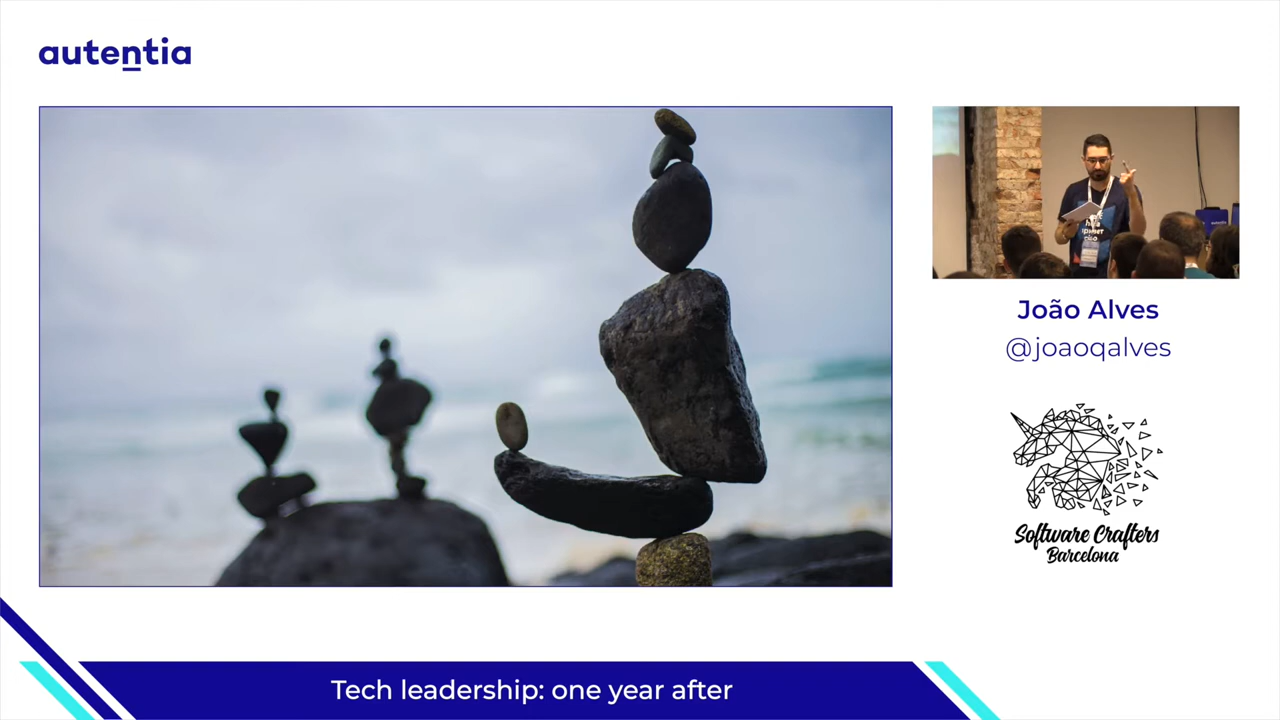 autentia
João Alves
@joaoqalves
Software Crafters
Barcelona
Tech leadership: one year after